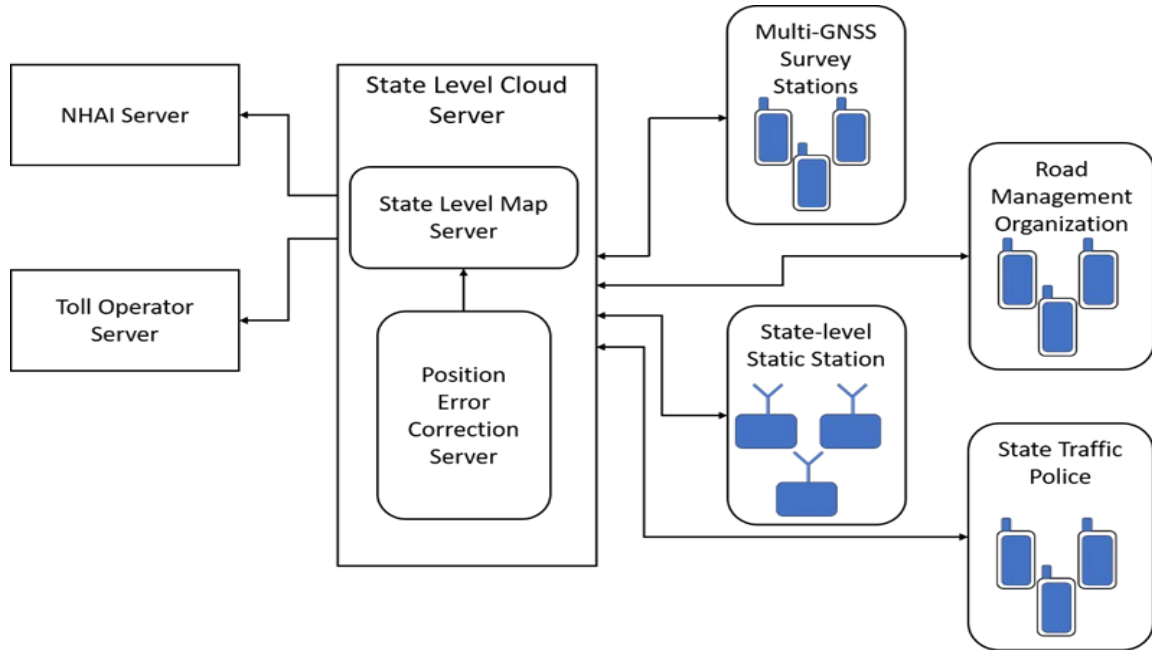 NHAI Server
Toll Operator
Server
State Level Cloud
Server
State Level Map
Server
Position
Error
Correction
Server
Multi-GNSS
Survey
Stations
Road
Management
Organization
State-level
Static Station
State Traffic
Police